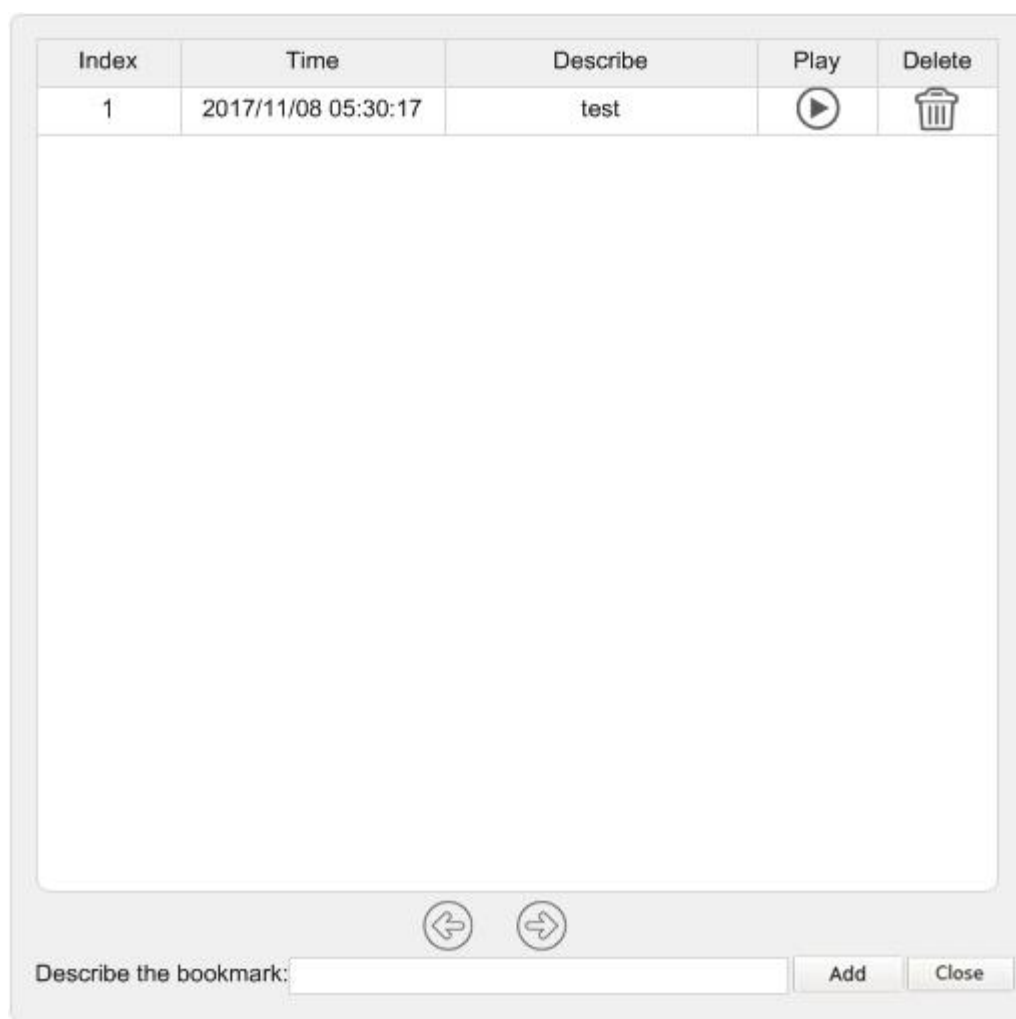 Index Time Describe Play Delete
1 2017/11/08 05:30:17 test
Describe the bookmark: Add Close